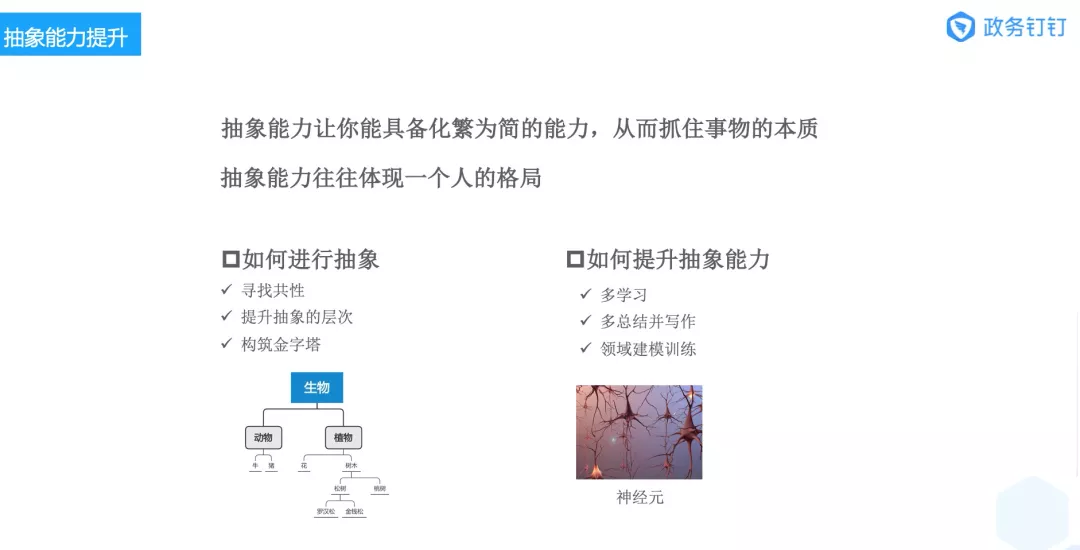 抽象能力提升
政务钉钉
抽象能力让你能具备化繁为简的能力，从而抓住事物的本质
抽象能力往往体现一个人的格局
如何进行抽象
寻找共性
提升抽象的层次
构筑金字塔
生物
动物
植物
牛
猪
花
树木
松树
桃树
罗汉松
金钱松
如何提升抽象能力
多学习
多总结并写作
领域建模训练
神经元